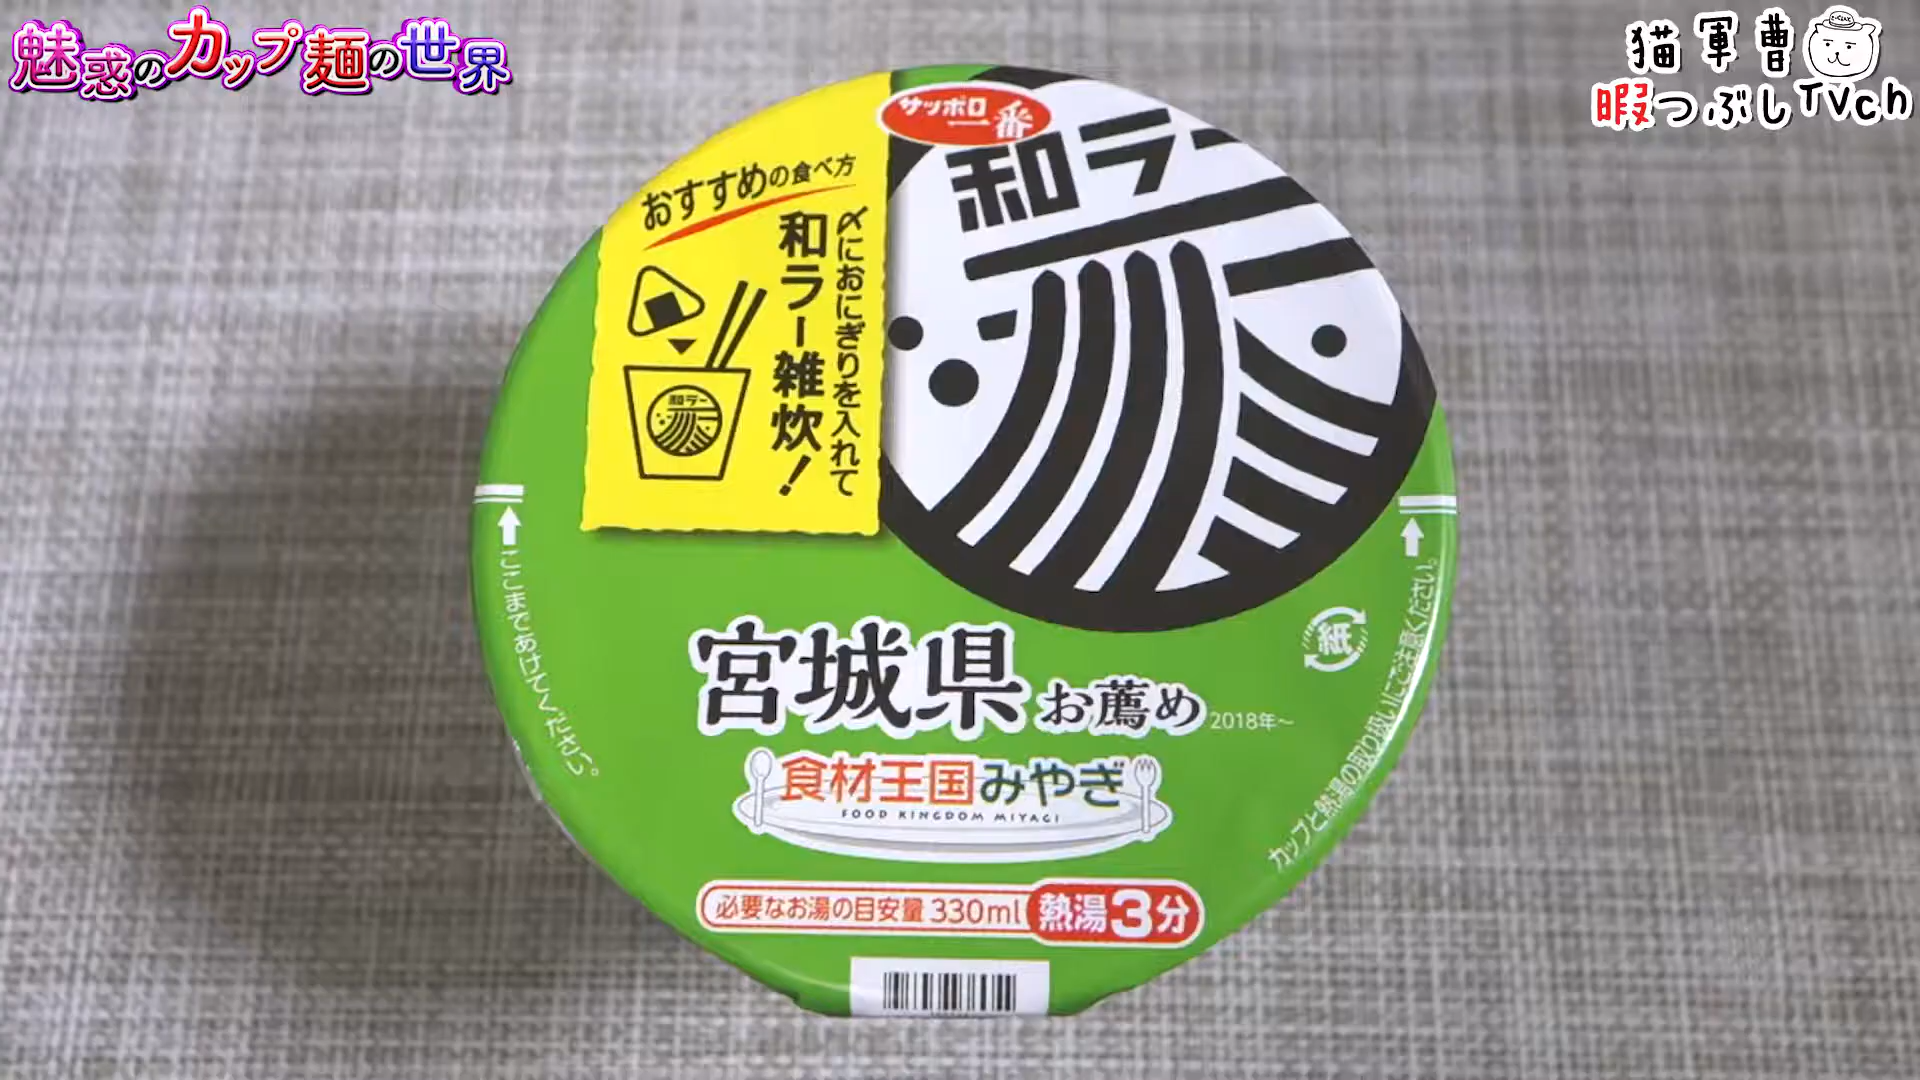 魅惑のカップ麺の世界
猫軍曹
暇つぶしTVch
サッポロ一番
和ラー
おすすめの食べ方
〆におにぎりを入れて
和ラー雑炊！
和ラー
ここまであけてください。
宮城県お薦め 2018年～
食材王国みやぎ
FOOD KINGDOM MIYAGI
必要なお湯の目安量 330ml 熱湯3分
紙
カップと熱湯の取り扱いにご注意ください。